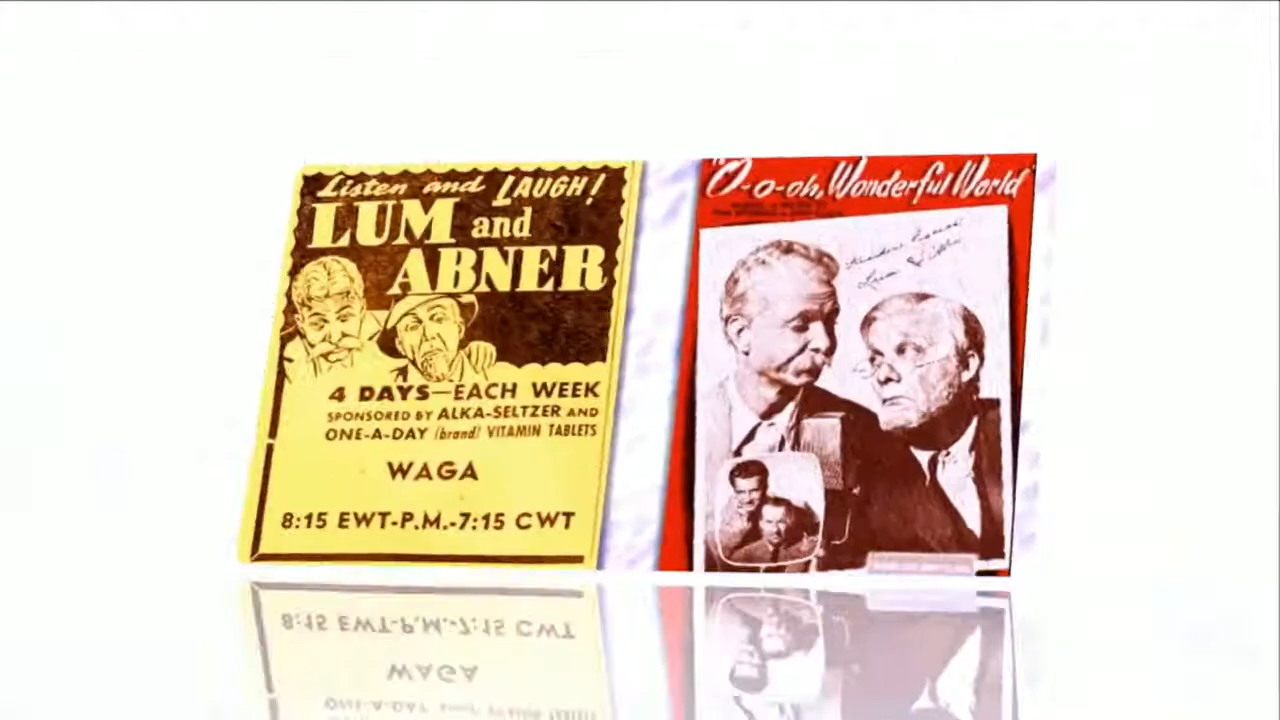 Listen and LAUGH!
LUM and
ABNER
4 DAYS—EACH WEEK
SPONSORED BY ALKA-SELTZER AND
ONE-A-DAY (brand) VITAMIN TABLETS
WAGA
8:15 EWT-P.M.-7:15 CWT
"O-o-oh, Wonderful World